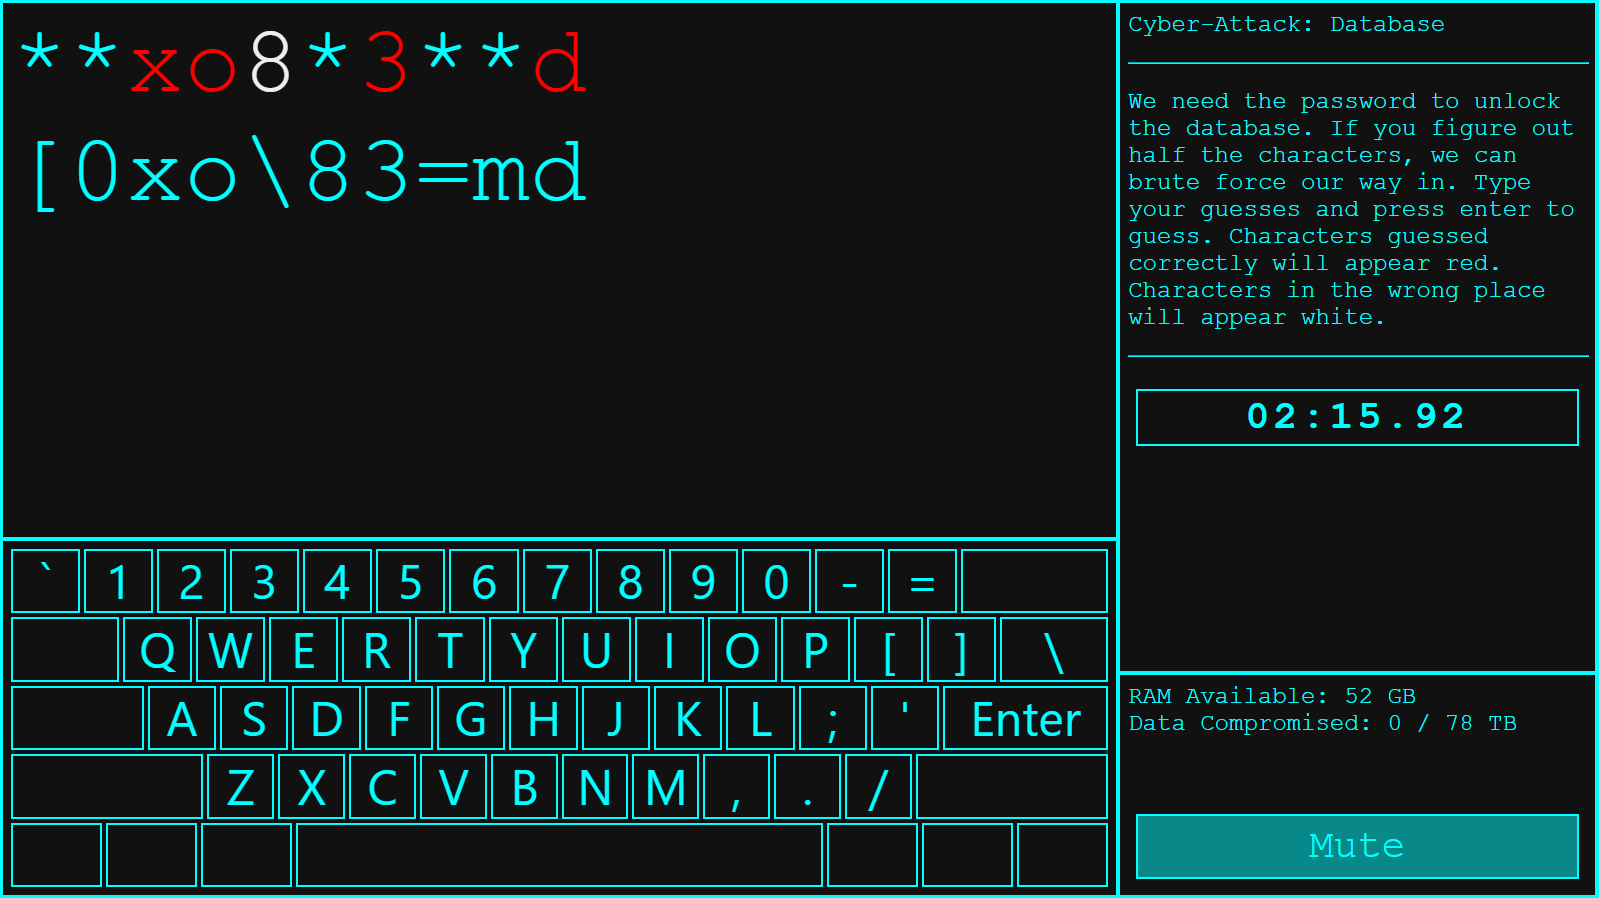 **xo8*3**d
[0xo\83=md
Cyber-Attack: Database
We need the password to unlock
the database. If you figure out
half the characters, we can
brute force our way in. Type
your guesses and press enter to
guess. Characters guessed
correctly will appear red.
Characters in the wrong place
will appear white.
02:15.92
` 1 2 3 4 5 6 7 8 9 0 - =
Q W E R T Y U I O P [ ] \
A S D F G H J K L ; ' Enter
Z X C V B N M , . /
RAM Available: 52 GB
Data Compromised: 0 / 78 TB
Mute